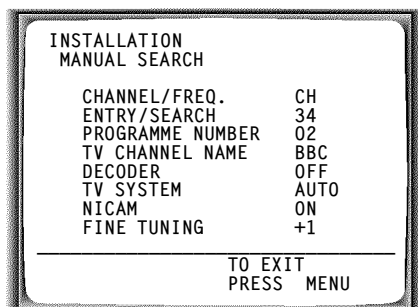 INSTALLATION
MANUAL SEARCH
CHANNEL/FREQ. CH
ENTRY/SEARCH 34
PROGRAMME NUMBER 02
TV CHANNEL NAME BBC
DECODER OFF
TV SYSTEM AUTO
NICAM ON
FINE TUNING +1
TO EXIT
PRESS MENU